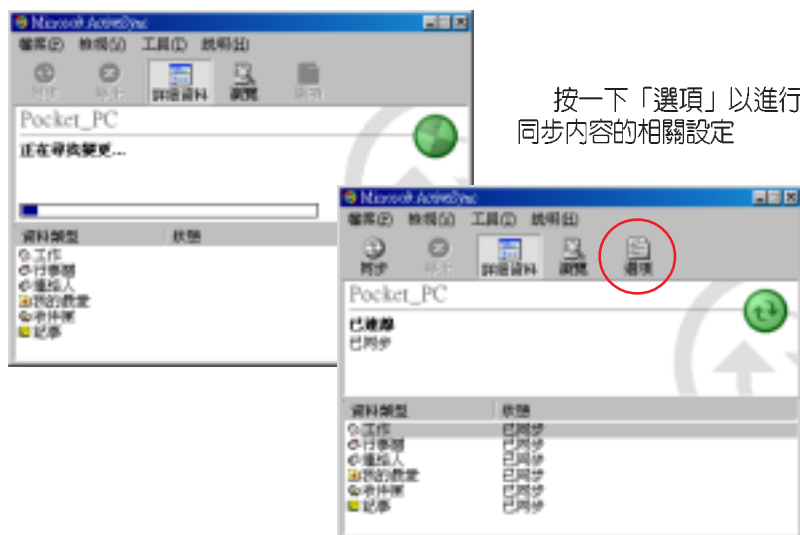 Microsoft ActiveSync
檔案(F) 檢視(V) 工具(T) 說明(H)
同步 停止 詳細資料 瀏覽 選項
Pocket_PC
正在尋找變更...
資料類型 狀態
工作
行事曆
連絡人
我的最愛
收件匣
記事
按一下「選項」以進行
同步內容的相關設定
Microsoft ActiveSync
檔案(F) 檢視(V) 工具(T) 說明(H)
同步 停止 詳細資料 瀏覽 選項
Pocket_PC
已連線
已同步
資料類型 狀態
工作 已同步
行事曆 已同步
連絡人 已同步
我的最愛 已同步
收件匣 已同步
記事 已同步